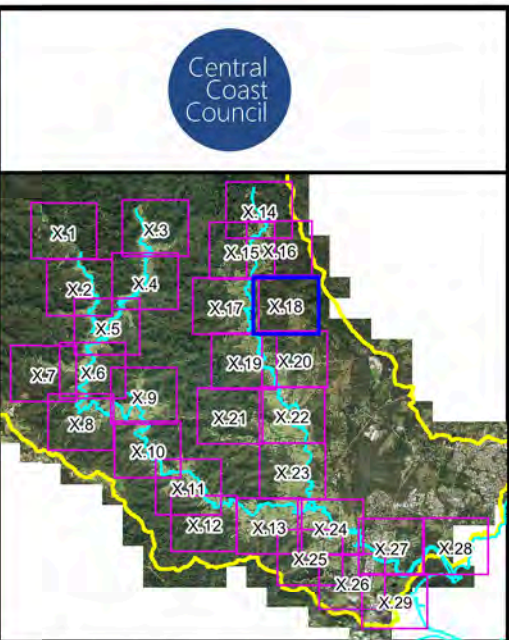 Central
Coast
Council
X.1
X.3
X.14
X.15
X.16
X.2
X.4
X.17
X.18
X.5
X.7
X.6
X.19
X.20
X.9
X.8
X.21
X.22
X.10
X.23
X.11
X.12
X.13
X.24
X.27
X.28
X.25
X.26
X.29